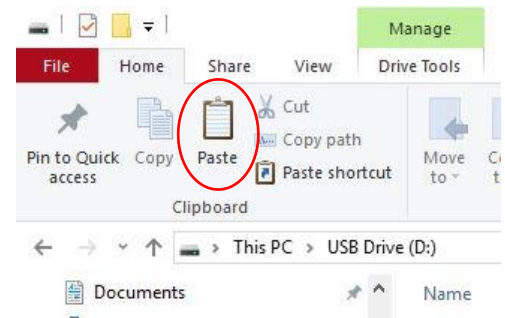 Manage
File Home Share View Drive Tools
Pin to Quick access
Copy
Paste
Cut
Copy path
Paste shortcut
Move to
Clipboard
This PC > USB Drive (D:)
Documents
Name